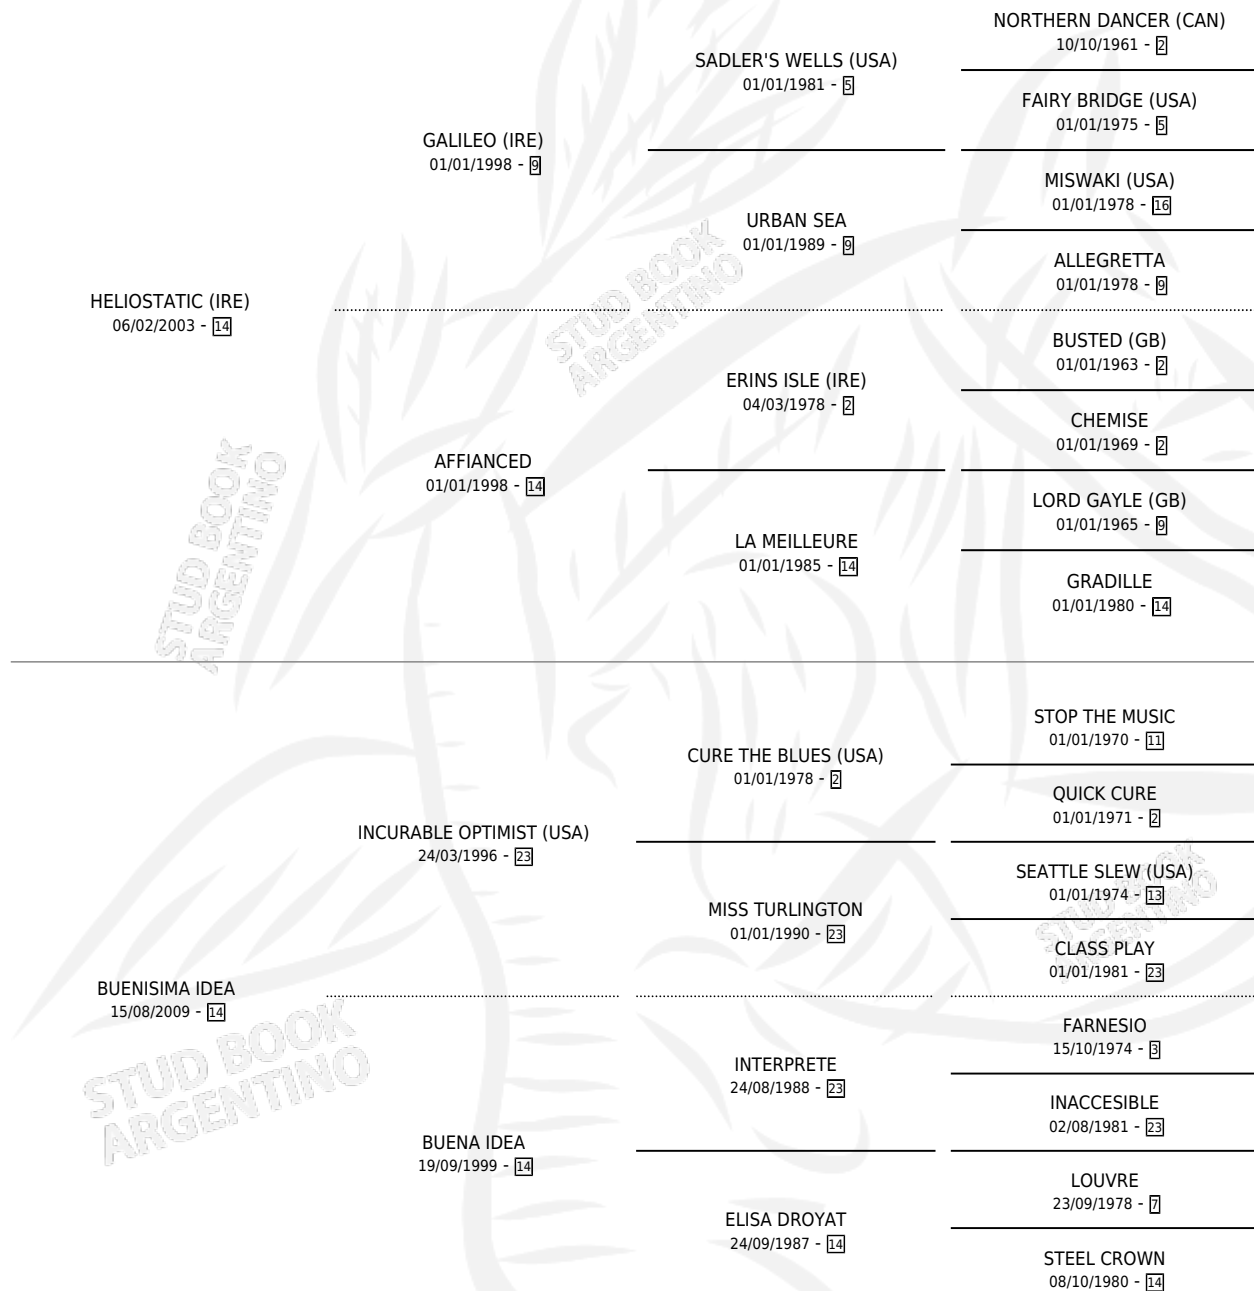 NORTHERN DANCER (CAN)
10/10/1961 - 2
SADLER'S WELLS (USA)
01/01/1981 - 5
FAIRY BRIDGE (USA)
01/01/1975 - 5
GALILEO (IRE)
01/01/1998 - 9
MISWAKI (USA)
01/01/1978 - 16
URBAN SEA
01/01/1989 - 9
ALLEGRETTA
01/01/1978 - 9
HELIOSTATIC (IRE)
06/02/2003 - 14
BUSTED (GB)
01/01/1963 - 2
ERINS ISLE (IRE)
04/03/1978 - 2
CHEMISE
01/01/1969 - 2
AFFIANCED
01/01/1998 - 14
LORD GAYLE (GB)
01/01/1965 - 9
LA MEILLEURE
01/01/1985 - 14
GRADILLE
01/01/1980 - 14
STOP THE MUSIC
01/01/1970 - 11
CURE THE BLUES (USA)
01/01/1978 - 2
QUICK CURE
01/01/1971 - 2
INCURABLE OPTIMIST (USA)
24/03/1996 - 23
SEATTLE SLEW (USA)
01/01/1974 - 13
MISS TURLINGTON
01/01/1990 - 23
CLASS PLAY
01/01/1981 - 23
BUENISIMA IDEA
15/08/2009 - 14
FARNESIO
15/10/1974 - 3
INTERPRETE
24/08/1988 - 23
INACCESIBLE
02/08/1981 - 23
BUENA IDEA
19/09/1999 - 14
LOUVRE
23/09/1978 - 7
ELISA DROYAT
24/09/1987 - 14
STEEL CROWN
08/10/1980 - 14
STUD BOOK
ARGENTINO
STUD BOOK
ARGENTINO
STUD BOOK
ARGENTINO
STUD BOOK
ARGENTINO